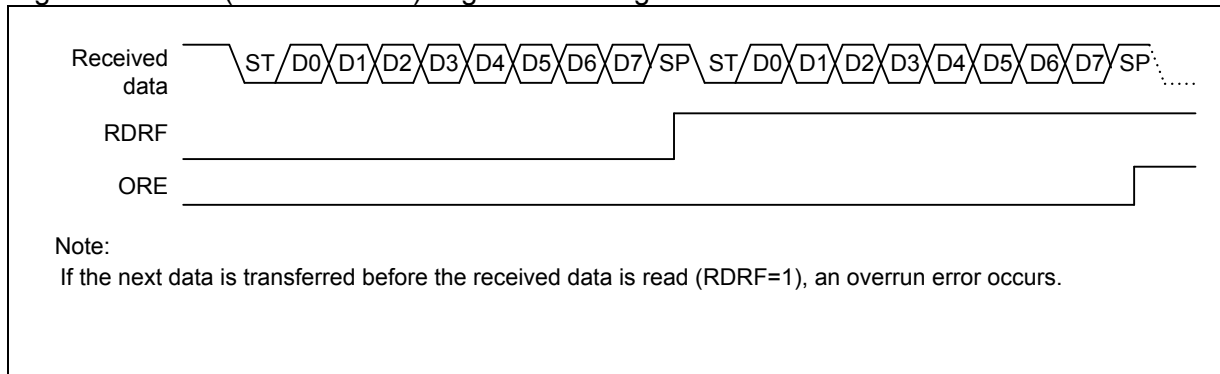 Received ST D0 D1 D2 D3 D4 D5 D6 D7 SP ST D0 D1 D2 D3 D4 D5 D6 D7 SP
data
RDRF
ORE
Note:
If the next data is transferred before the received data is read (RDRF=1), an overrun error occurs.